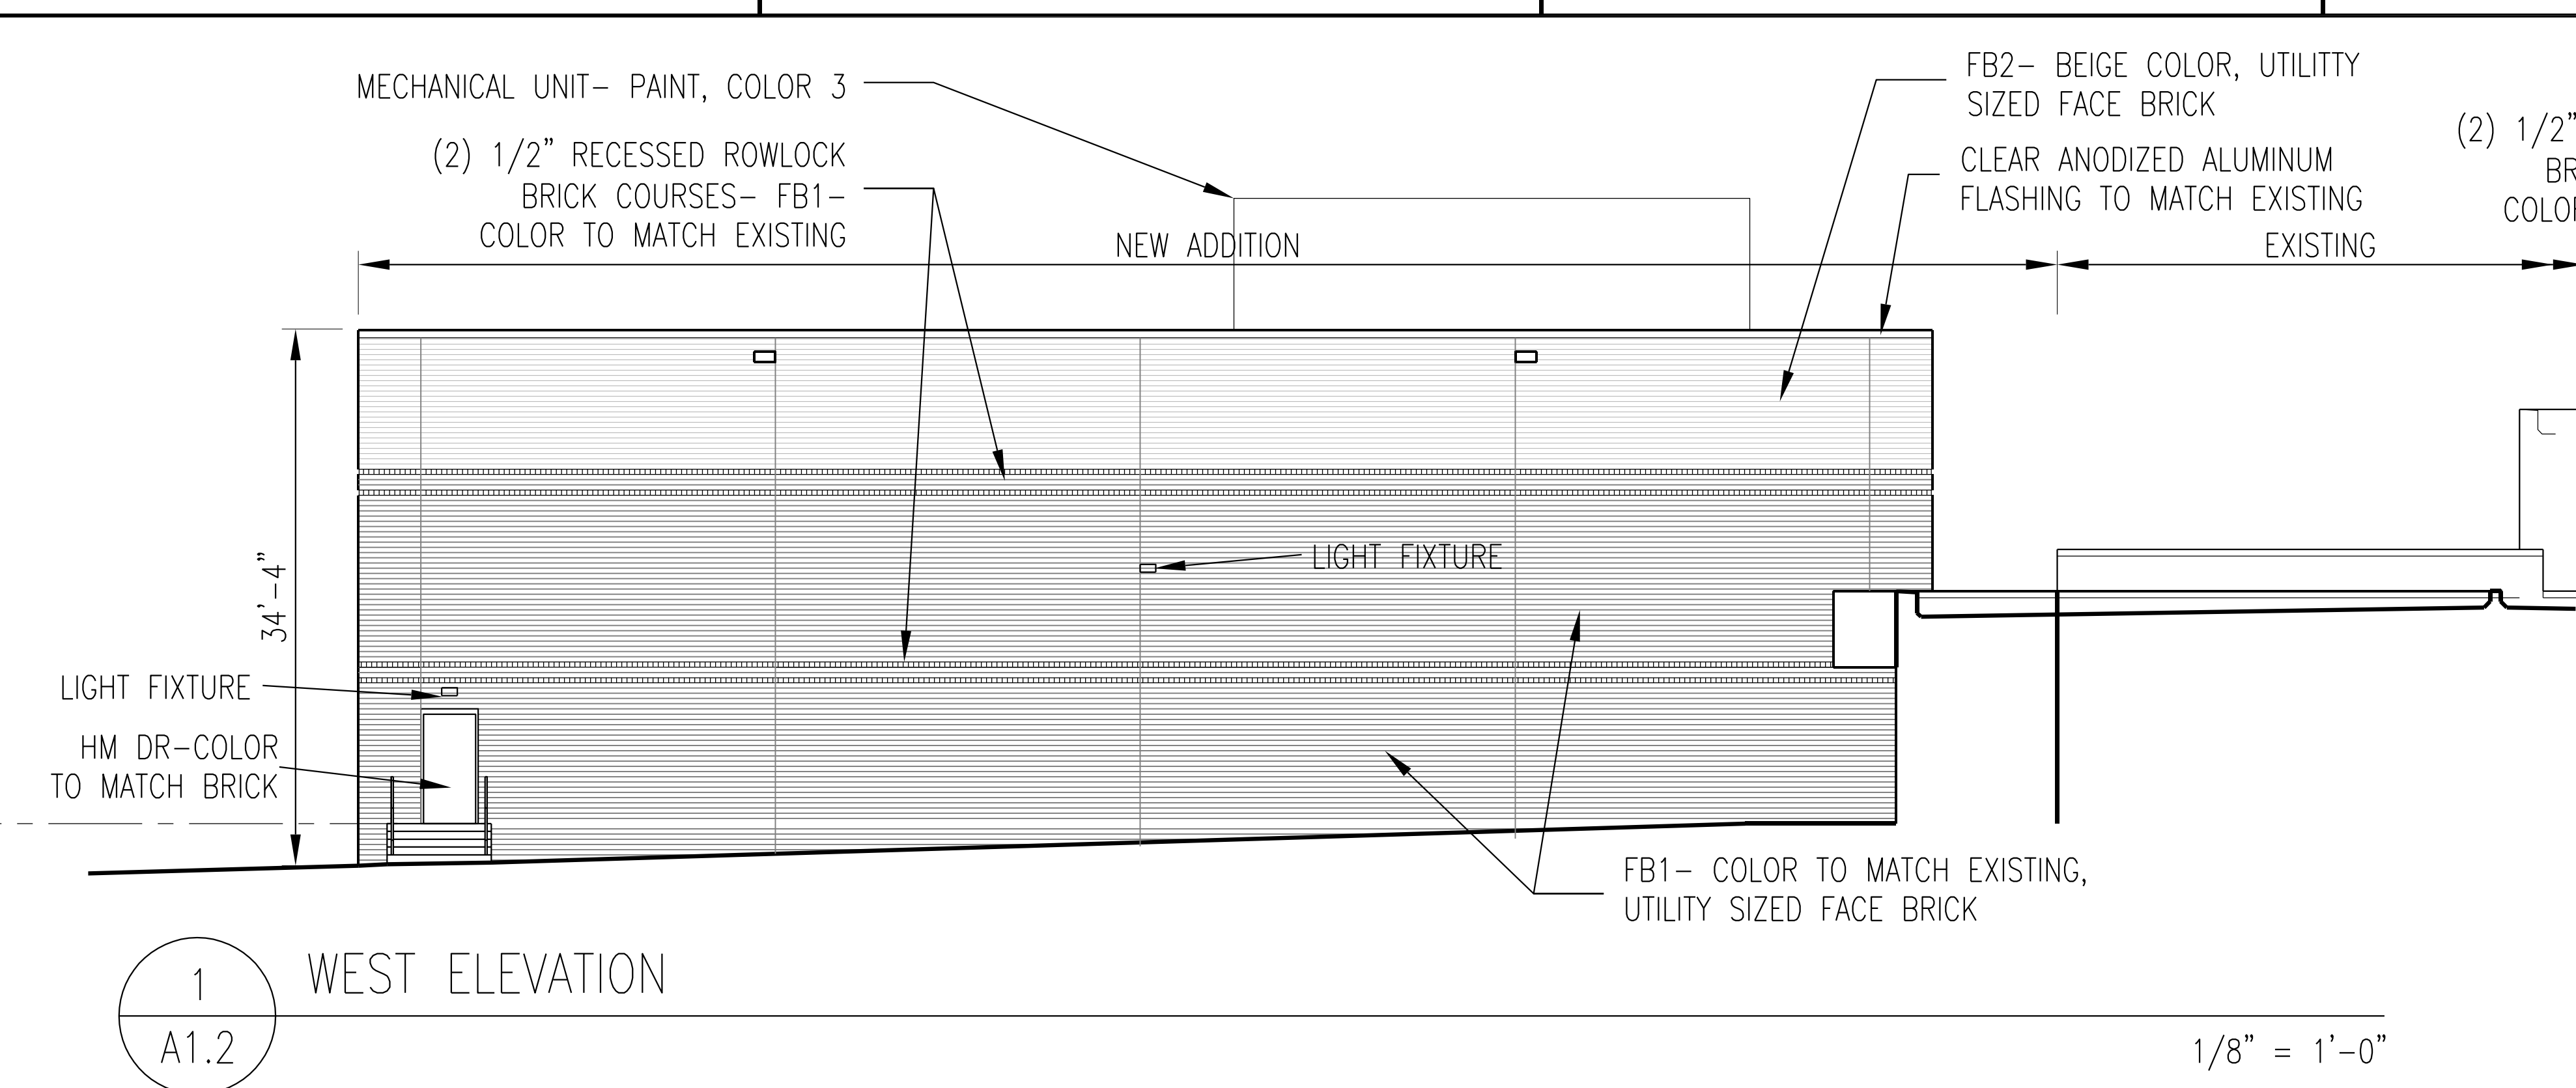 MECHANICAL UNIT- PAINT, COLOR 3
(2) 1/2" RECESSED ROWLOCK
BRICK COURSES- FB1-
COLOR TO MATCH EXISTING
NEW ADDITION
FB2- BEIGE COLOR, UTILITTY
SIZED FACE BRICK
CLEAR ANODIZED ALUMINUM
FLASHING TO MATCH EXISTING
EXISTING
(2) 1/2"
34'-4"
LIGHT FIXTURE
LIGHT FIXTURE
HM DR-COLOR
TO MATCH BRICK
FB1- COLOR TO MATCH EXISTING,
UTILITY SIZED FACE BRICK
1
A1.2
WEST ELEVATION
1/8" = 1'-0"